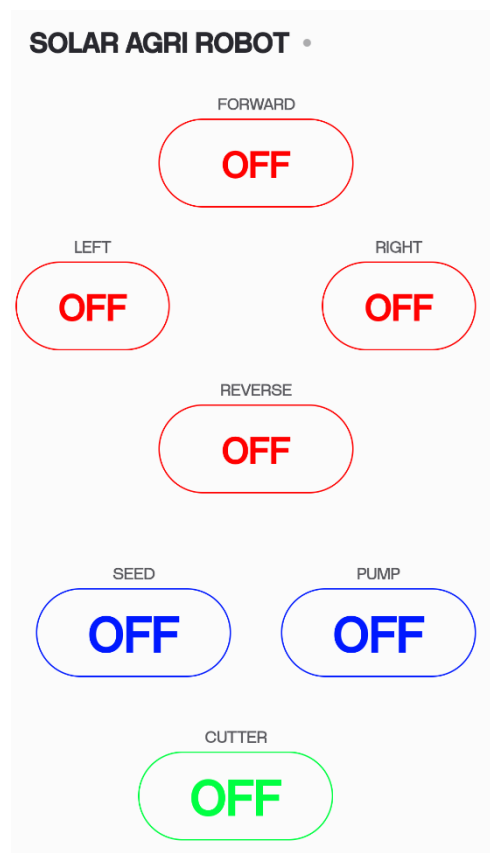 SOLAR AGRI ROBOT
FORWARD
OFF
LEFT
RIGHT
OFF
OFF
REVERSE
OFF
SEED
PUMP
OFF
OFF
CUTTER
OFF